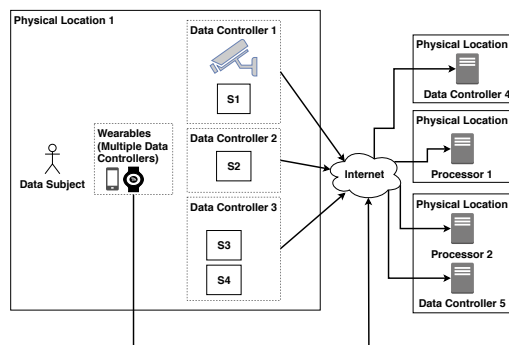 Physical Location 1
Data Controller 1
S1
Wearables
(Multiple Data
Controllers)
Data Subject
Data Controller 2
S2
Data Controller 3
S3
S4
Internet
Physical Location
Data Controller 4
Physical Location
Processor 1
Physical Location
Processor 2
Data Controller 5